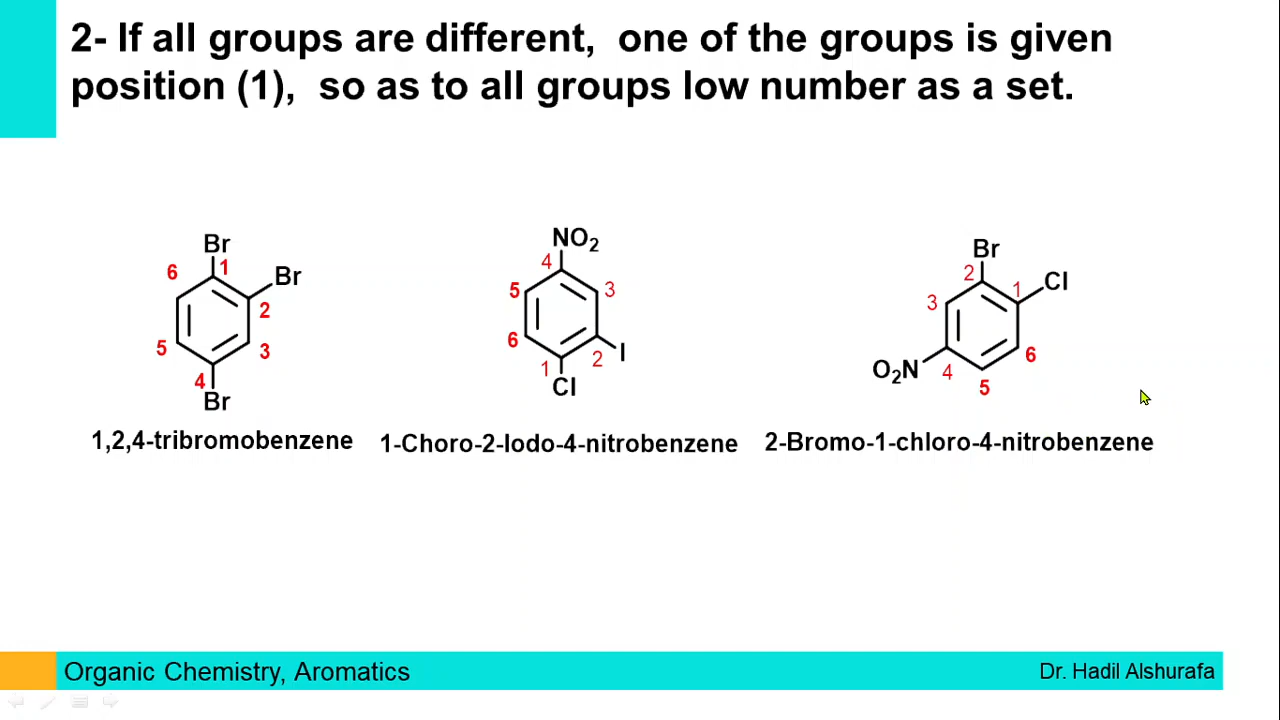 2- If all groups are different, one of the groups is given
position (1), so as to all groups low number as a set.
Br
6 1 Br
2
5 3
4
Br
1,2,4-tribromobenzene
NO2
4
5 3
6
1 2 I
Cl
1-Choro-2-Iodo-4-nitrobenzene
Br
2 1 Cl
3
6
O2N 4
5
2-Bromo-1-chloro-4-nitrobenzene
Organic Chemistry, Aromatics
Dr. Hadil Alshurafa